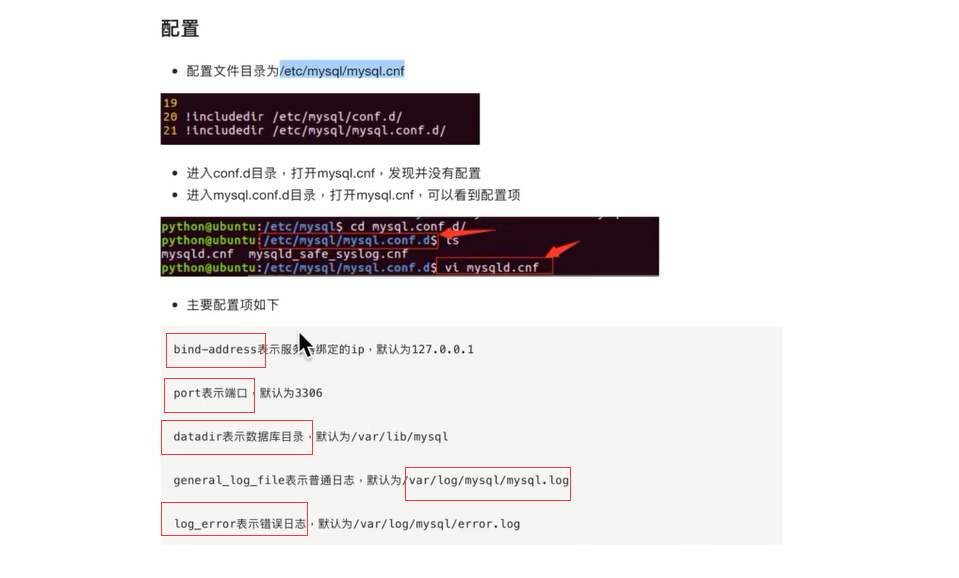 配置
配置文件目录为/etc/mysql/mysql.cnf
19
20 !includedir /etc/mysql/conf.d/
21 !includedir /etc/mysql/mysql.conf.d/
进入conf.d目录，打开mysql.cnf，发现并没有配置
进入mysql.conf.d目录，打开mysql.cnf，可以看到配置项
python@ubuntu:/etc/mysql$ cd mysql.conf.d/
python@ubuntu:/etc/mysql/mysql.conf.d$ ls
mysqld.cnf mysqld_safe_syslog.cnf
python@ubuntu:/etc/mysql/mysql.conf.d$ vi mysqld.cnf
主要配置项如下
bind-address表示服务器绑定的ip，默认为127.0.0.1
port表示端口，默认为3306
datadir表示数据库目录，默认为/var/lib/mysql
general_log_file表示普通日志，默认为/var/log/mysql/mysql.log
log_error表示错误日志，默认为/var/log/mysql/error.log